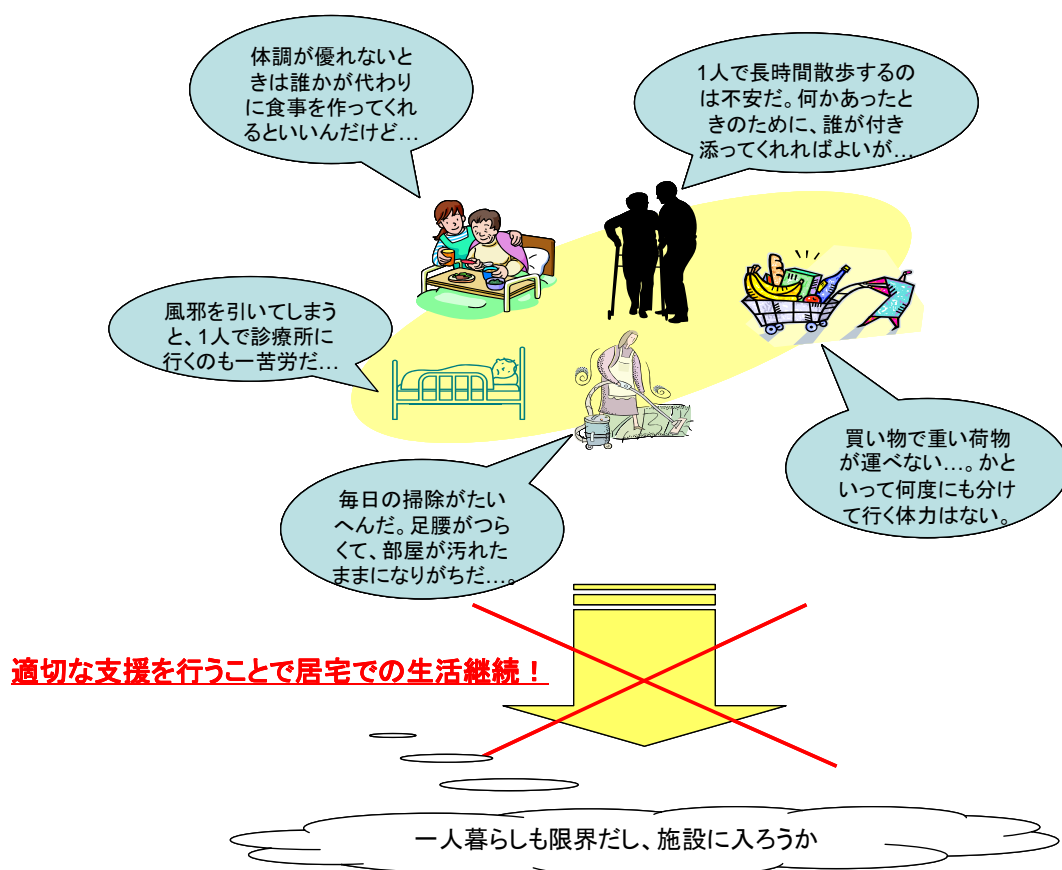 体調が優れないと
きは誰かが代わり
に食事を作ってくれ
るといいんだけど…
1人で長時間散歩するの
は不安だ。何かあったと
きのために、誰が付き
添ってくれればよいが…
風邪を引いてしまう
と、1人で診療所に
行くのも一苦労だ…
買い物で重い荷物
が運べない…。かと
いって何度にも分け
て行く体力はない。
毎日の掃除がたい
へんだ。足腰がつら
くて、部屋が汚れた
ままになりがちだ…。
適切な支援を行うことで居宅での生活継続！
一人暮らしも限界だし、施設に入ろうか